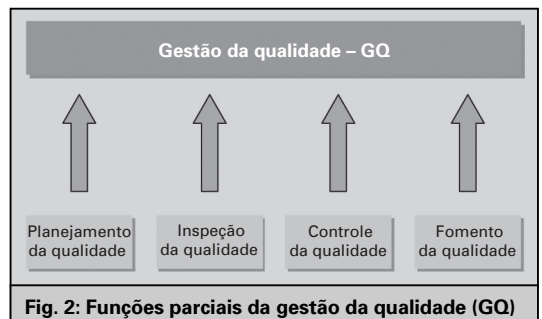 Gestão da qualidade – GQ
Planejamento
da qualidade
Inspeção
da qualidade
Controle
da qualidade
Fomento
da qualidade
Fig. 2: Funções parciais da gestão da qualidade (GQ)